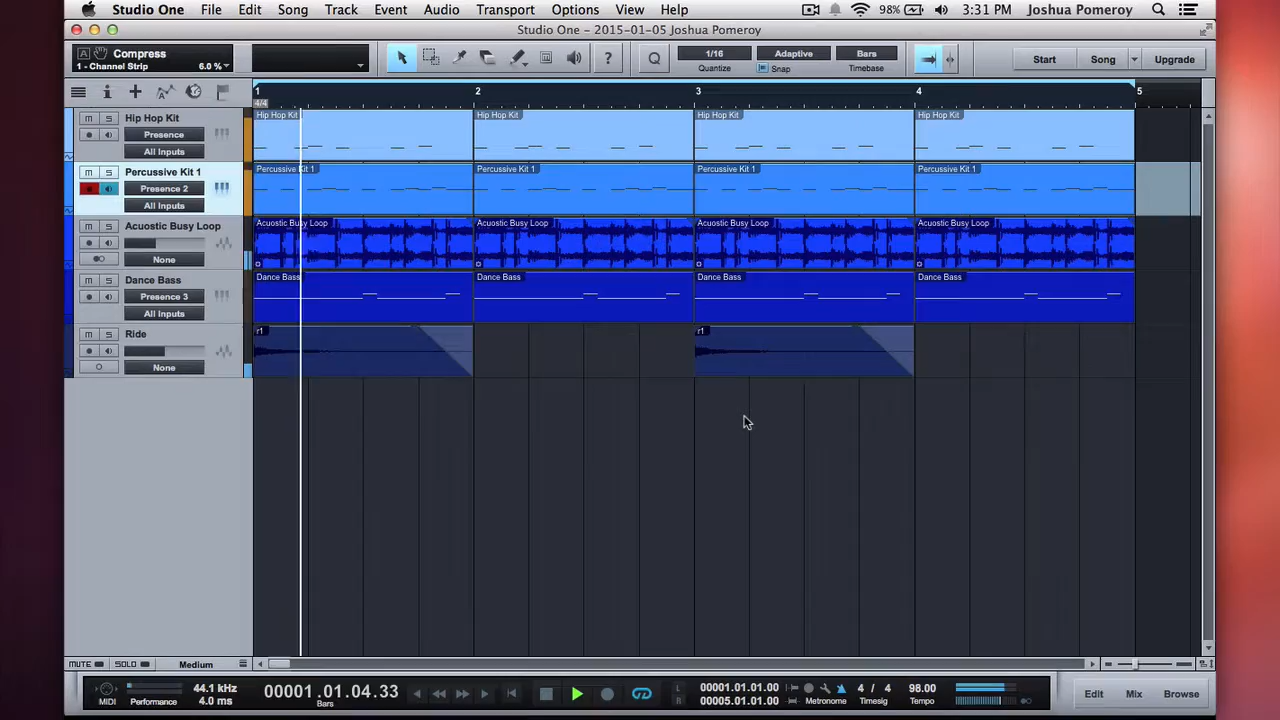 Studio One File Edit Song Track Event Audio Transport Options View Help 98% 3:31 PM Joshua Pomeroy
Studio One - 2015-01-05 Joshua Pomeroy
A Compress
1 - Channel Strip 6.0 %
? Q 1/16 Adaptive Bars Start Song Upgrade
Quantize Snap Timebase
1 2 3 4 5
4/4
M S Hip Hop Kit
Presence
All Inputs
Hip Hop Kit Hip Hop Kit Hip Hop Kit Hip Hop Kit
M S Percussive Kit 1
Presence 2
All Inputs
Percussive Kit 1 Percussive Kit 1 Percussive Kit 1 Percussive Kit 1
M S Acuostic Busy Loop
None
Acuostic Busy Loop Acuostic Busy Loop Acuostic Busy Loop Acuostic Busy Loop
M S Dance Bass
Presence 3
All Inputs
Dance Bass Dance Bass Dance Bass Dance Bass
M S Ride
None
r1 r1
MUTE SOLO Medium
MIDI Performance 44.1 kHz 4.0 ms
00001.01.04.33
Bars
L 00001.01.01.00
R 00005.01.01.00
Metronome 4 / 4 Timesig 98.00 Tempo
Edit Mix Browse